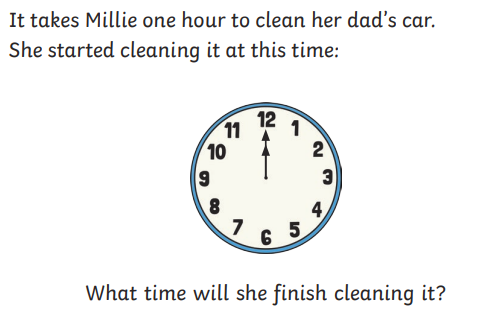 It takes Millie one hour to clean her dad's car.
She started cleaning it at this time:
12
11 1
10 2
9 3
8 4
7 5
6
What time will she finish cleaning it?